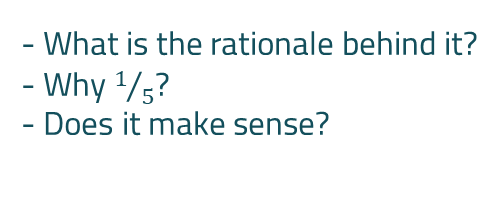 - What is the rationale behind it?
- Why ¹/₅?
- Does it make sense?